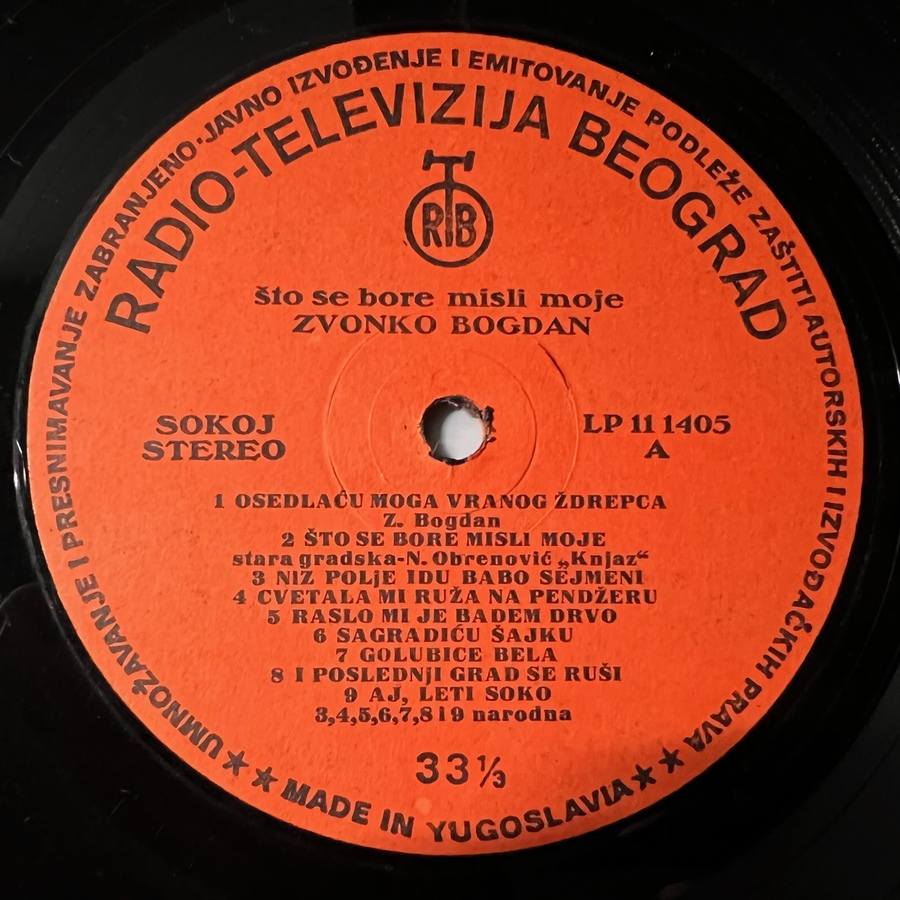 UMNOŽAVANJE I PRESNIMAVANJE ZABRANJENO·JAVNO IZVOĐENJE I EMITOVANJE PODLEŽE ZAŠTITI AUTORSKIH I IZVOĐAČKIH PRAVA
RADIO-TELEVIZIJA BEOGRAD
RTB
što se bore misli moje
ZVONKO BOGDAN
SOKOJ
STEREO
LP 11 1405
A
1 OSEDLAĆU MOGA VRANOG ŽDREPCA
Z. Bogdan
2 ŠTO SE BORE MISLI MOJE
stara gradska-N. Obrenović „Knjaz“
3 NIZ POLjE IDU BABO SEJMENI
4 CVETALA MI RUŽA NA PENDŽERU
5 RASLO MI JE BADEM DRVO
6 SAGRADIĆU ŠAJKU
7 GOLUBICE BELA
8 I POSLEDNjI GRAD SE RUŠI
9 AJ, LETI SOKO
3,4,5,6,7,8 i 9 narodna
33 1/3
★ ★ MADE IN YUGOSLAVIA ★ ★